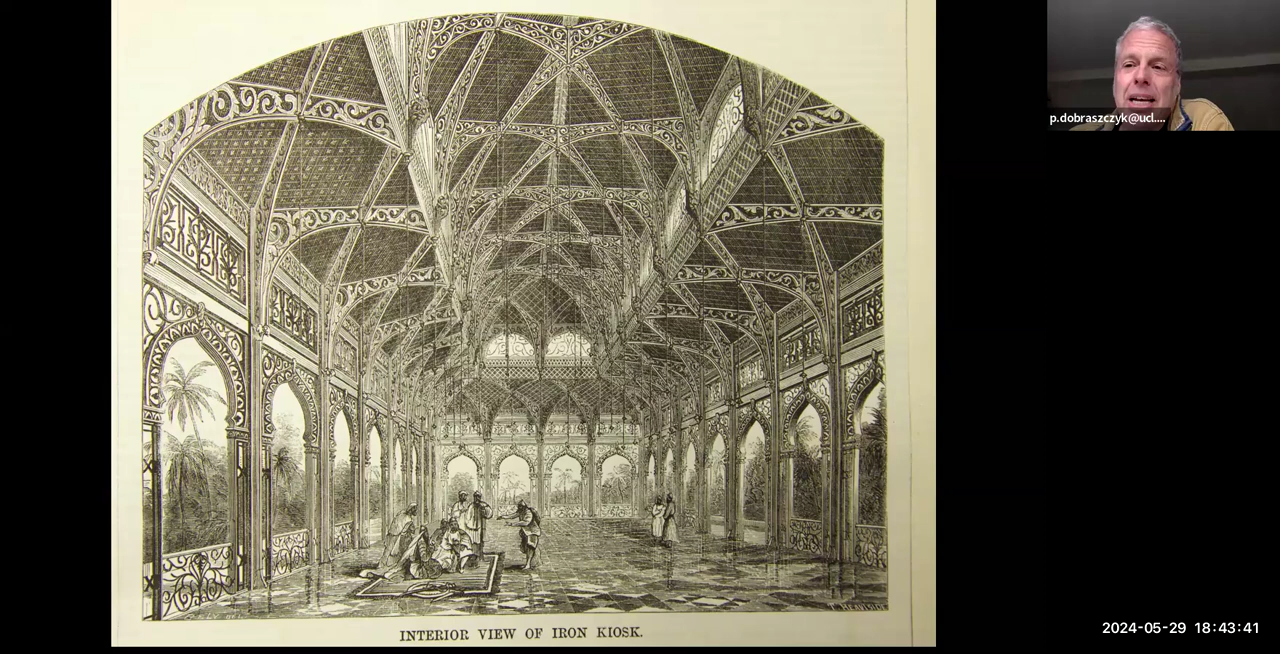 p.dobraszczyk@ucl....
INTERIOR VIEW OF IRON KIOSK.
2024-05-29 18:43:41